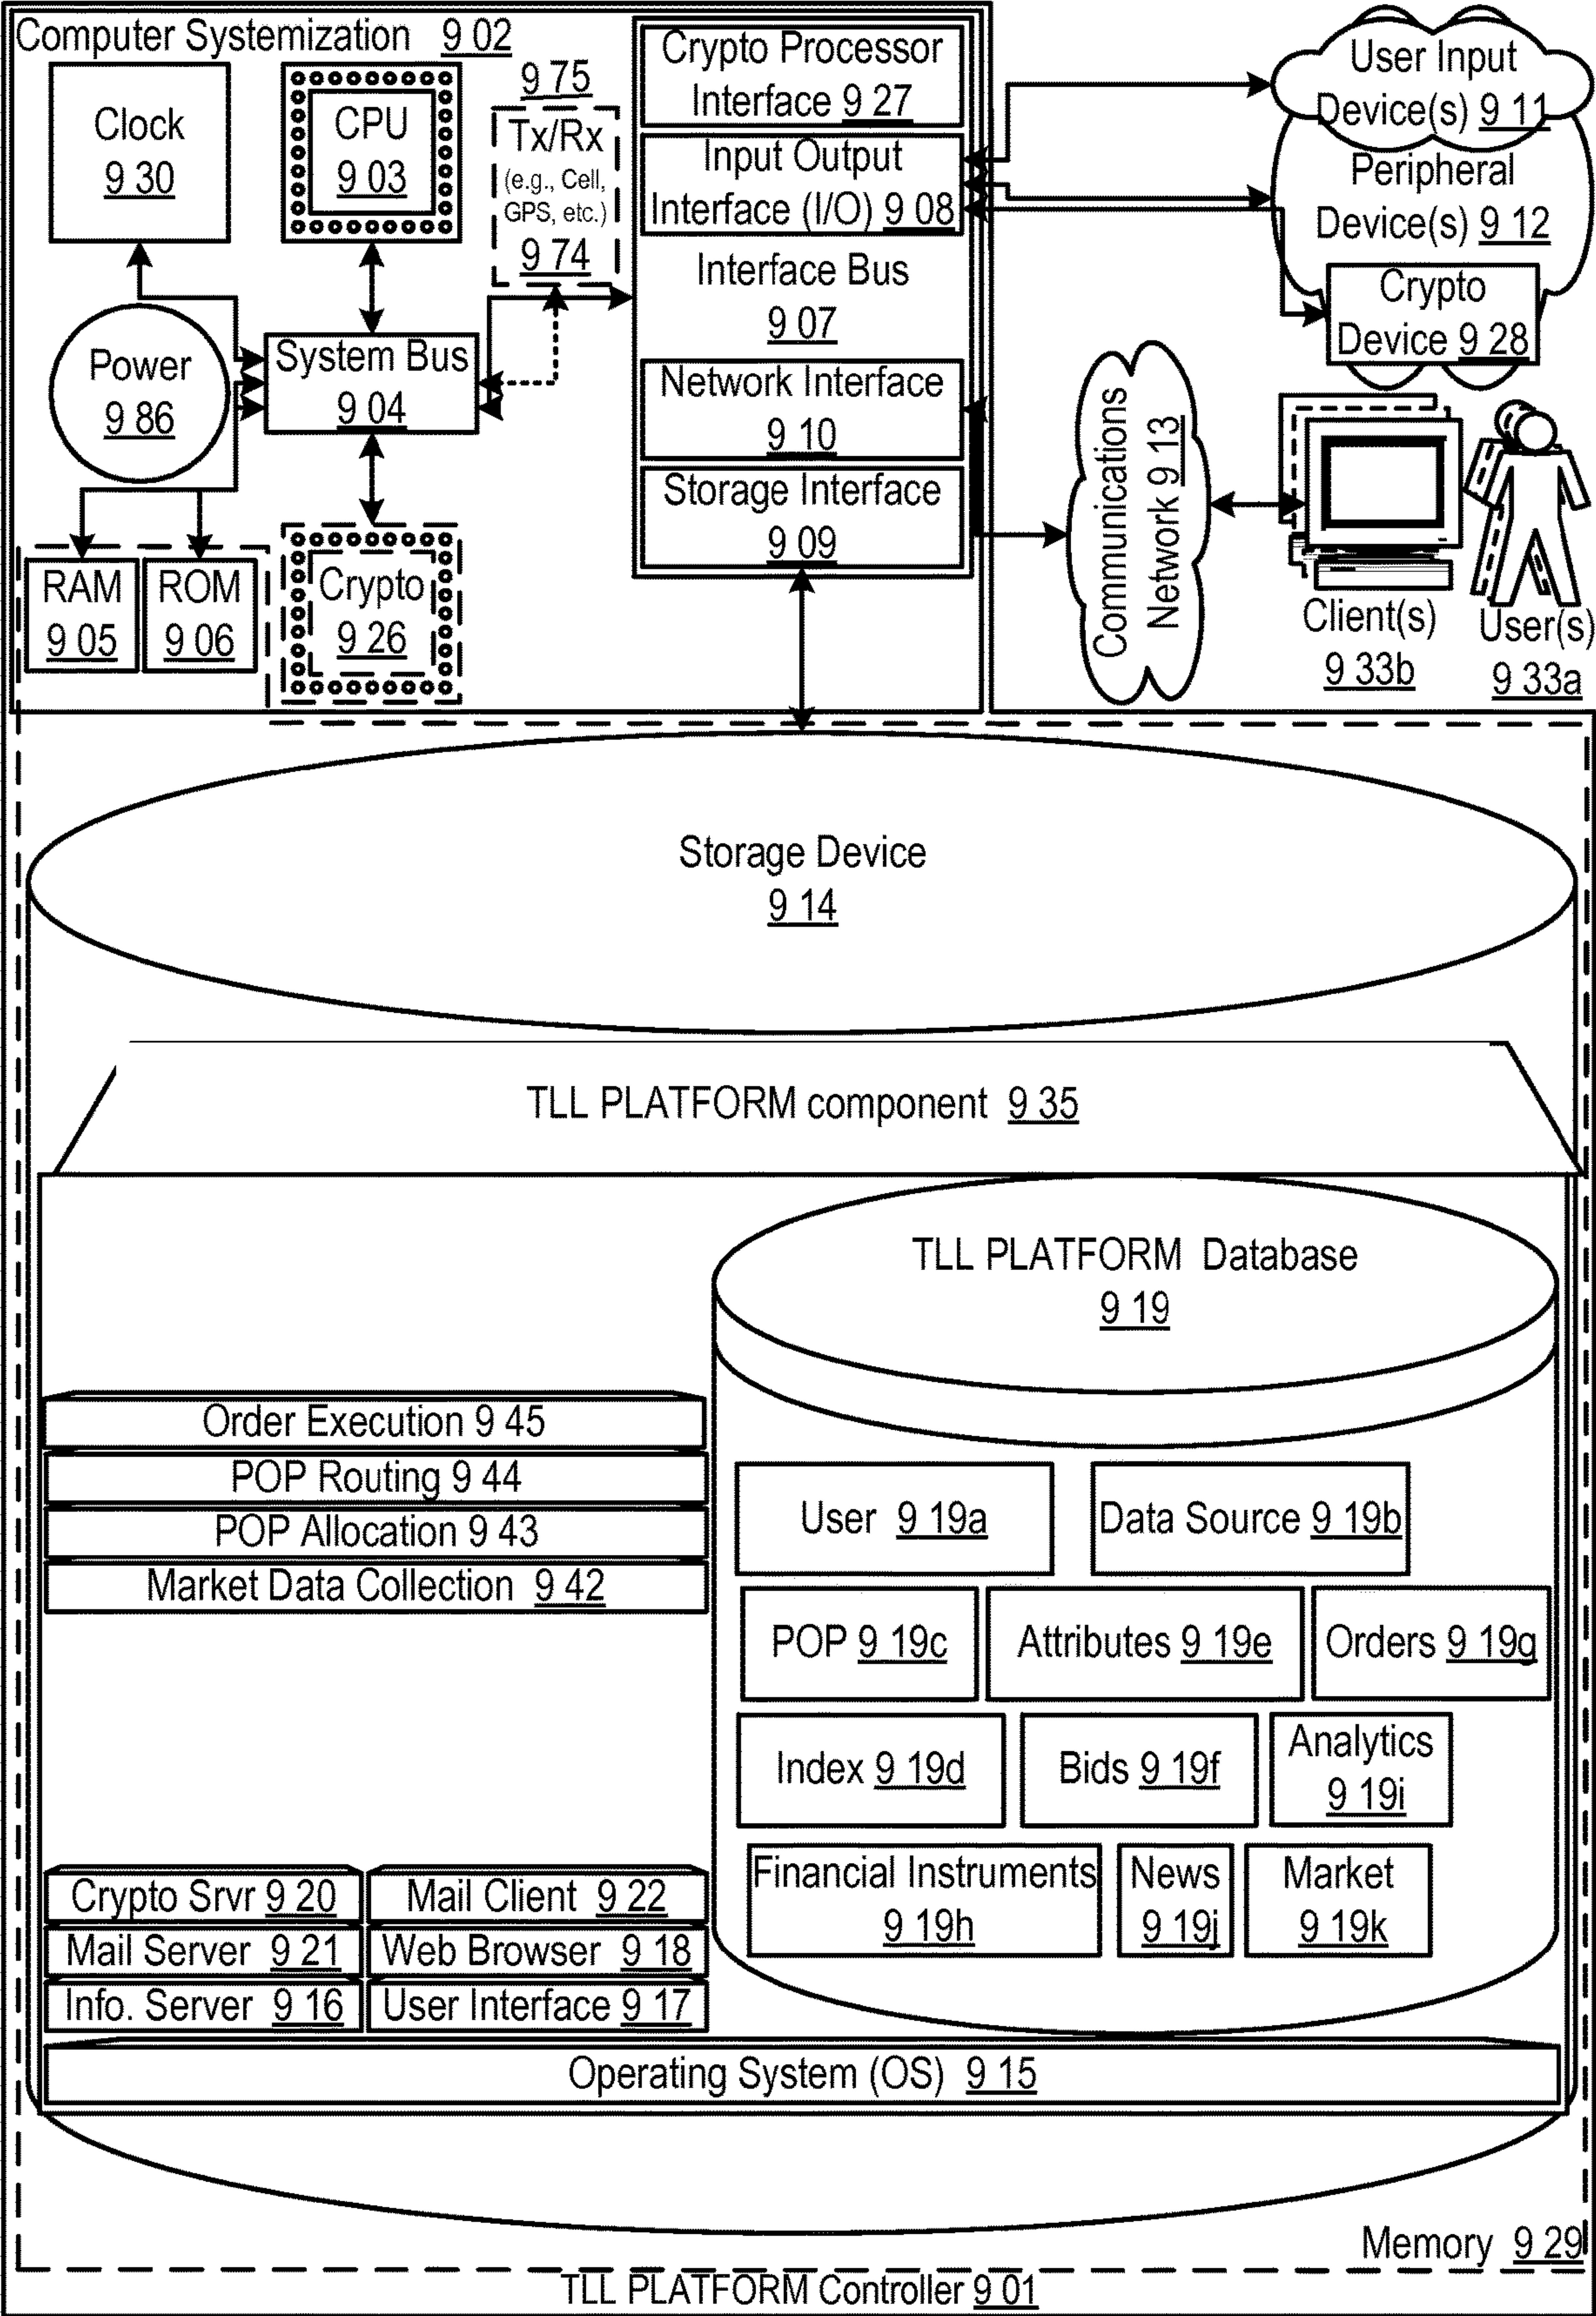 Computer Systemization 9 02
Clock
9 30
CPU
9 03
9 75
Tx/Rx
(e.g., Cell,
GPS, etc.)
9 74
Power
9 86
System Bus
9 04
RAM
9 05
ROM
9 06
Crypto
9 26
Crypto Processor
Interface 9 27
Input Output
Interface (I/O) 9 08
Interface Bus
9 07
Network Interface
9 10
Storage Interface
9 09
User Input
Device(s) 9 11
Peripheral
Device(s) 9 12
Crypto
Device 9 28
Communications
Network 9 13
Client(s)
9 33b
User(s)
9 33a
Storage Device
9 14
TLL PLATFORM component 9 35
TLL PLATFORM Database
9 19
Order Execution 9 45
POP Routing 9 44
POP Allocation 9 43
Market Data Collection 9 42
User 9 19a
Data Source 9 19b
POP 9 19c
Attributes 9 19e
Orders 9 19g
Index 9 19d
Bids 9 19f
Analytics
9 19i
Financial Instruments
9 19h
News
9 19j
Market
9 19k
Crypto Srvr 9 20
Mail Client 9 22
Mail Server 9 21
Web Browser 9 18
Info. Server 9 16
User Interface 9 17
Operating System (OS) 9 15
Memory 9 29
TLL PLATFORM Controller 9 01